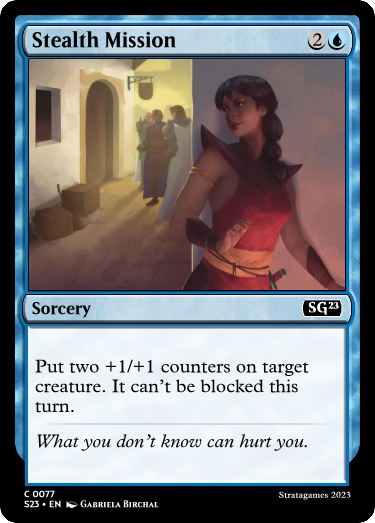 Stealth Mission 2
Sorcery SG23
Put two +1/+1 counters on target
creature. It can't be blocked this
turn.
What you don't know can hurt you.
C 0077
S23 • EN Gabriela Birchal
Stratagames 2023